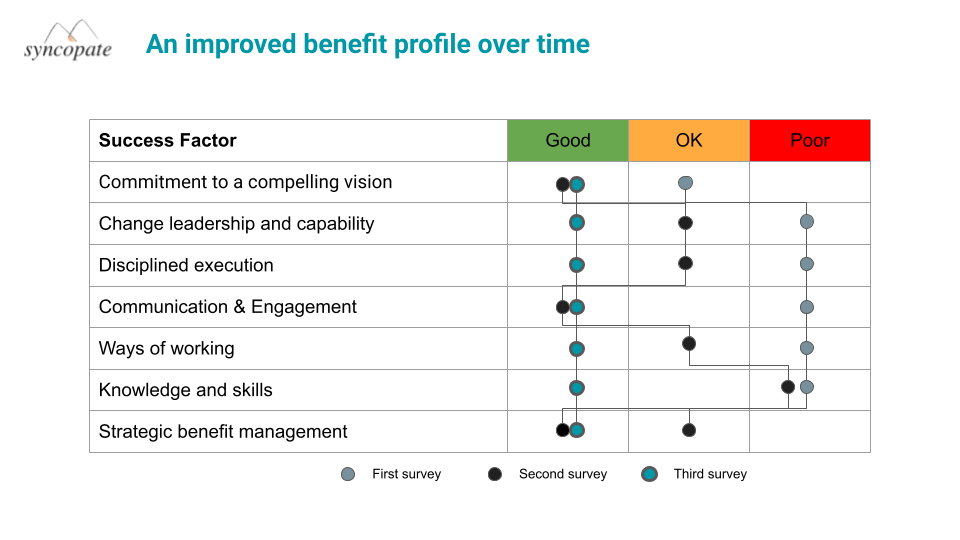 syncopate
An improved benefit profile over time
Success Factor Good OK Poor
Commitment to a compelling vision
Change leadership and capability
Disciplined execution
Communication & Engagement
Ways of working
Knowledge and skills
Strategic benefit management
First survey Second survey Third survey